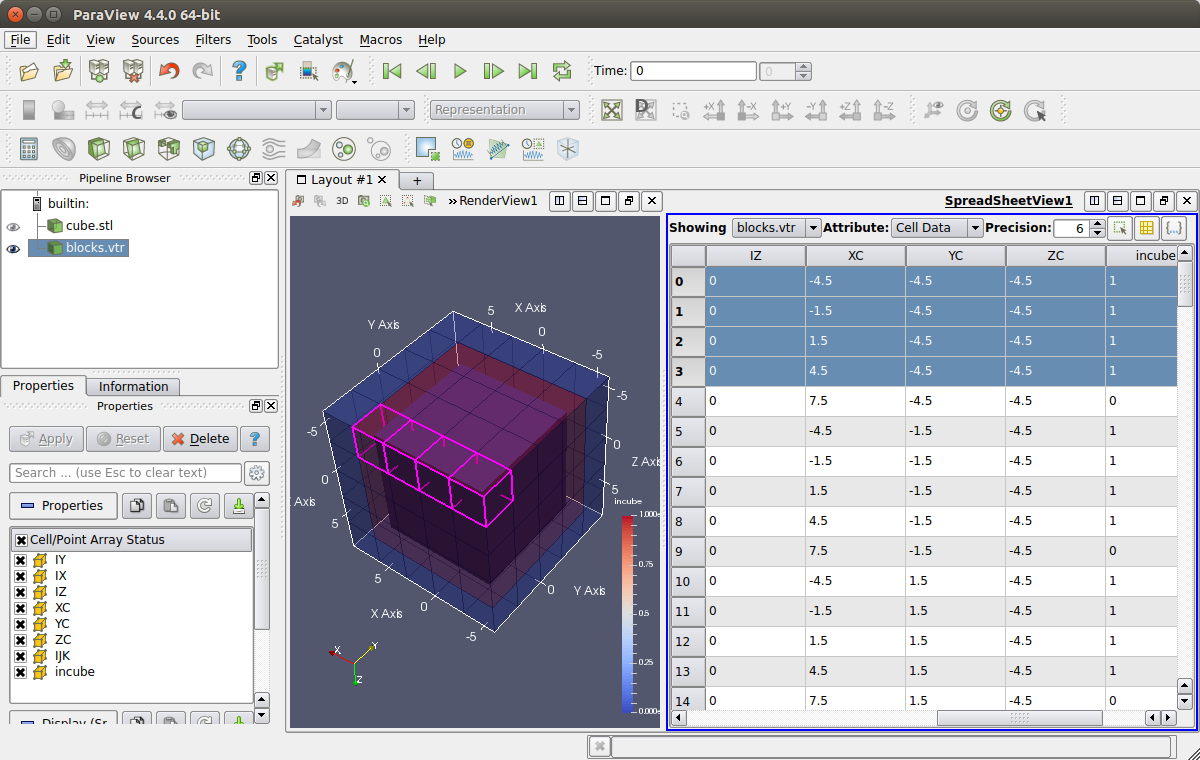 ParaView 4.4.0 64-bit
File Edit View Sources Filters Tools Catalyst Macros Help
Time: 0 0
Representation
Pipeline Browser
builtin:
cube.stl
blocks.vtr
Properties Information
Properties
Apply Reset Delete ?
Search ... (use Esc to clear text)
Properties
Cell/Point Array Status
IY
IX
IZ
XC
YC
ZC
IJK
incube
Display (Sr
Layout #1 +
3D » RenderView1
X Axis
5
0
-5
Y Axis
0
-5
-5
0
Z Axis
5
-5
0
Axis
5
5
X Axis
0
-5
0
Y Axis
incube
1.000
0.75
0.5
0.25
0.000
X Y Z
SpreadSheetView1
Showing blocks.vtr Attribute: Cell Data Precision: 6 {...}
IZ XC YC ZC incube
0 0 -4.5 -4.5 -4.5 1
1 0 -1.5 -4.5 -4.5 1
2 0 1.5 -4.5 -4.5 1
3 0 4.5 -4.5 -4.5 1
4 0 7.5 -4.5 -4.5 0
5 0 -4.5 -1.5 -4.5 1
6 0 -1.5 -1.5 -4.5 1
7 0 1.5 -1.5 -4.5 1
8 0 4.5 -1.5 -4.5 1
9 0 7.5 -1.5 -4.5 0
10 0 -4.5 1.5 -4.5 1
11 0 -1.5 1.5 -4.5 1
12 0 1.5 1.5 -4.5 1
13 0 4.5 1.5 -4.5 1
14 0 7.5 1.5 -4.5 0